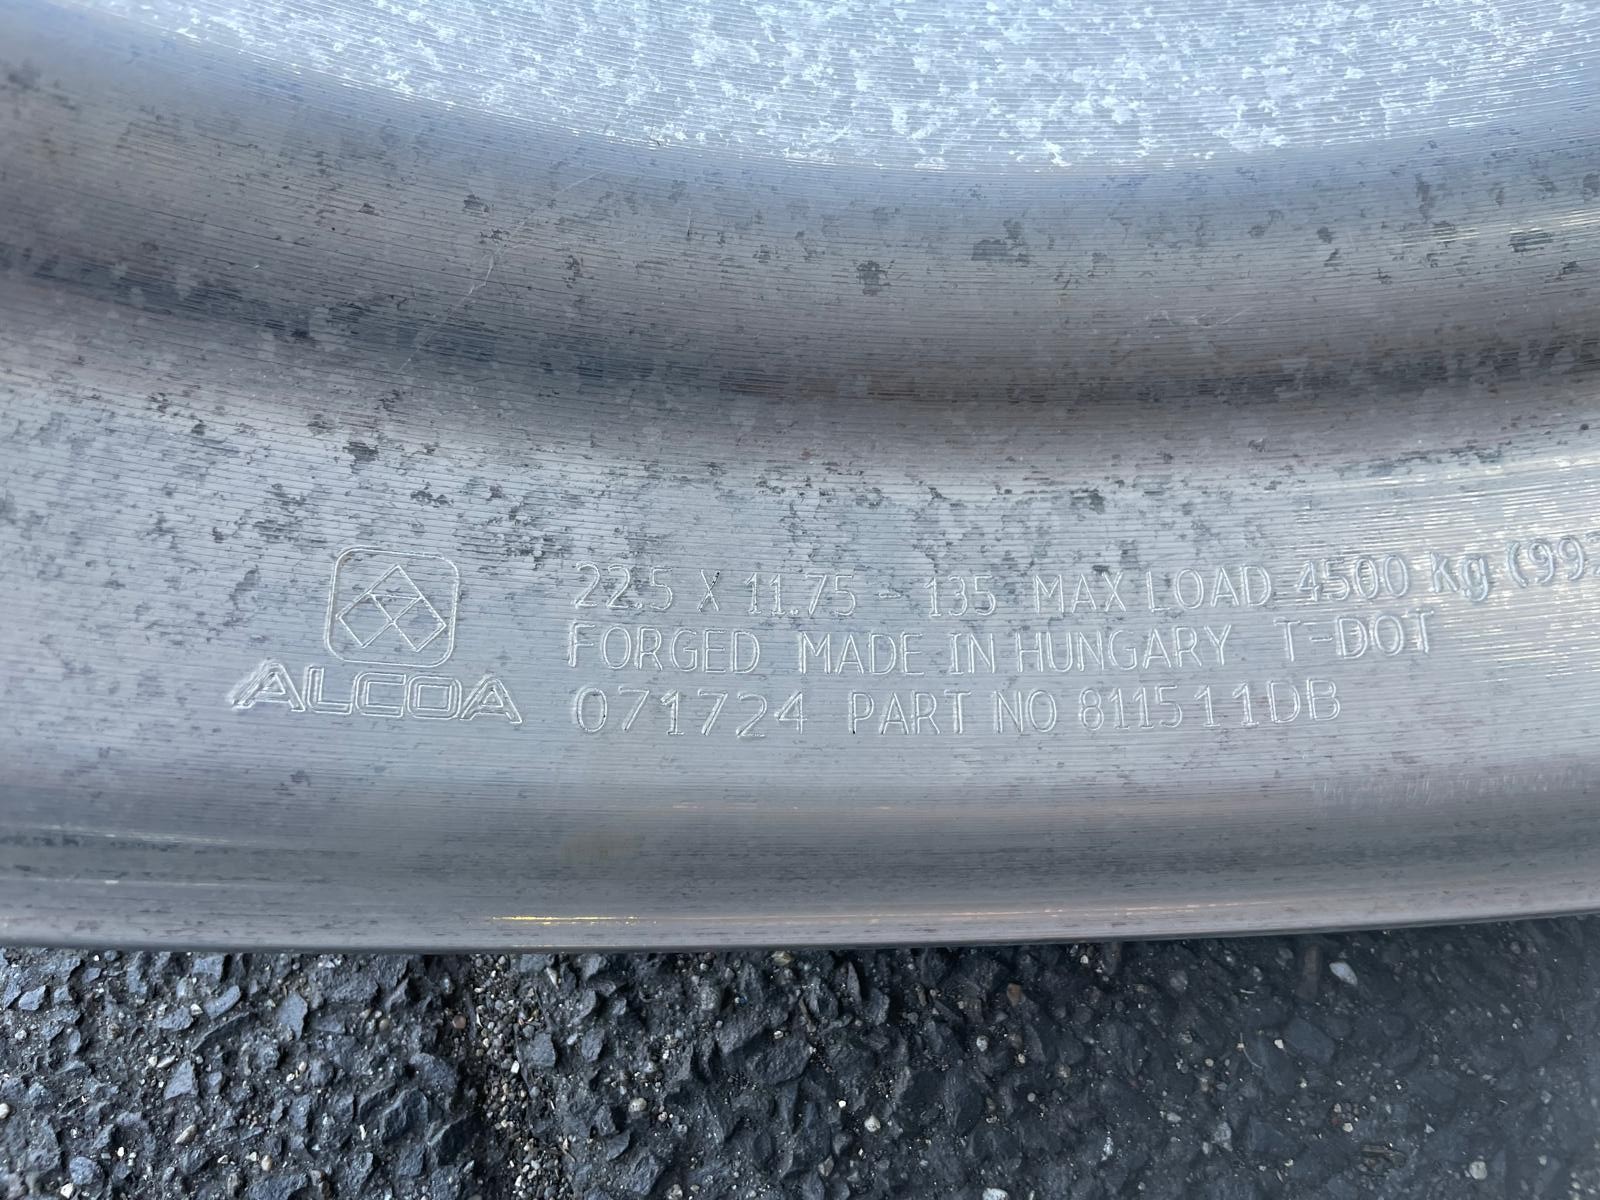 ALCOA
22.5 X 11.75 - 135 MAX LOAD 4500 kg (992
FORGED MADE IN HUNGARY T-DOT
071724 PART NO 811511DB